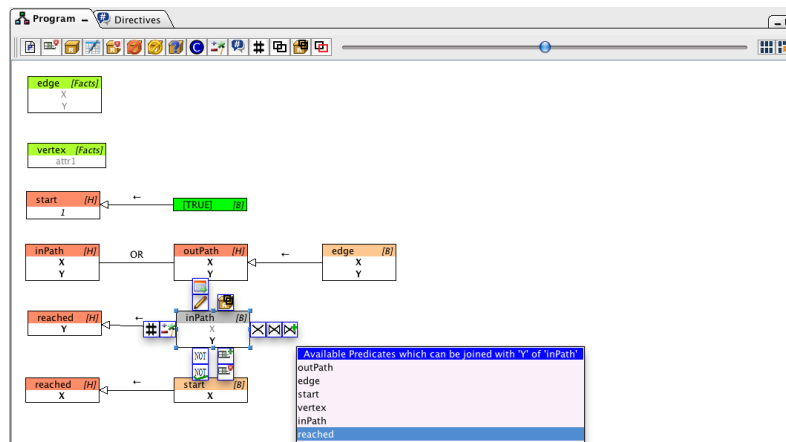 Program
Directives
edge [Facts]
X
Y
vertex [Facts]
attr1
start [H]
1
←
[TRUE] [B]
inPath [H]
X
Y
OR
outPath [H]
X
Y
←
edge [B]
X
Y
reached [H]
Y
←
inPath [B]
X
Y
NOT
NOT
reached [H]
X
←
start [B]
X
Available Predicates which can be joined with 'Y' of 'inPath'
outPath
edge
start
vertex
inPath
reached